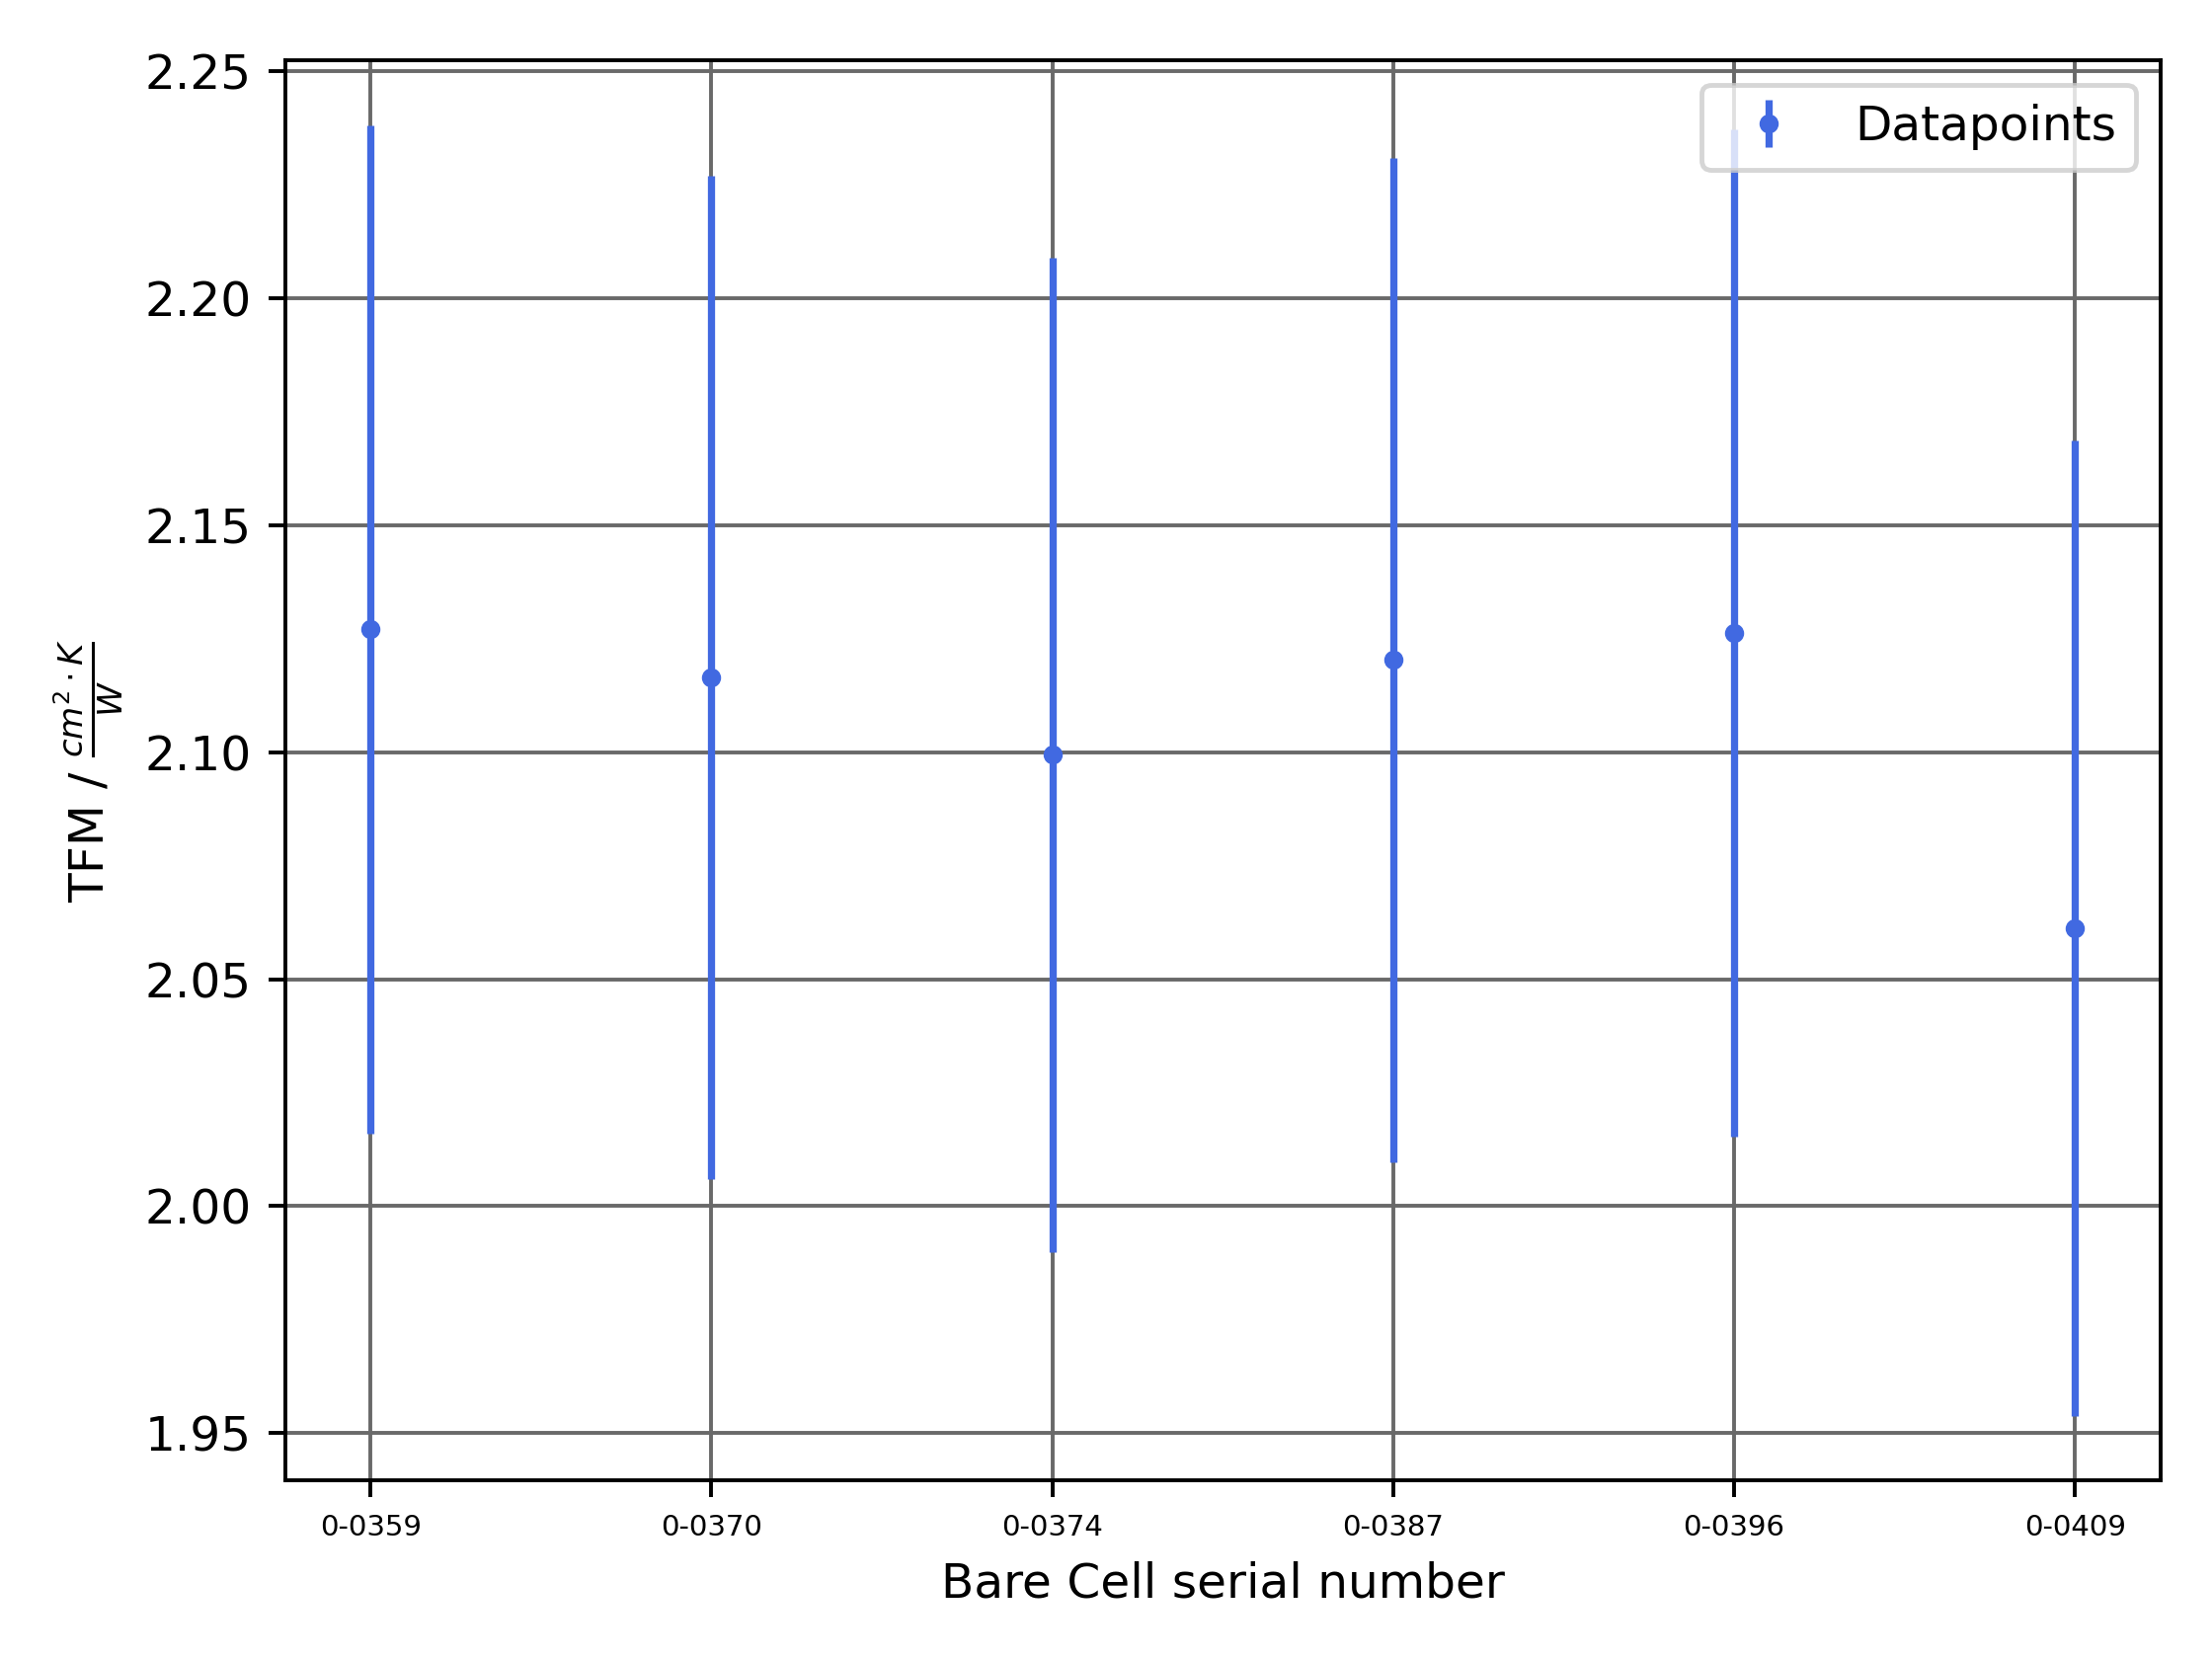 2.25
2.20
2.15
2.10
2.05
2.00
1.95
TFM / cm² · K / W
Datapoints
0-0359 0-0370 0-0374 0-0387 0-0396 0-0409
Bare Cell serial number